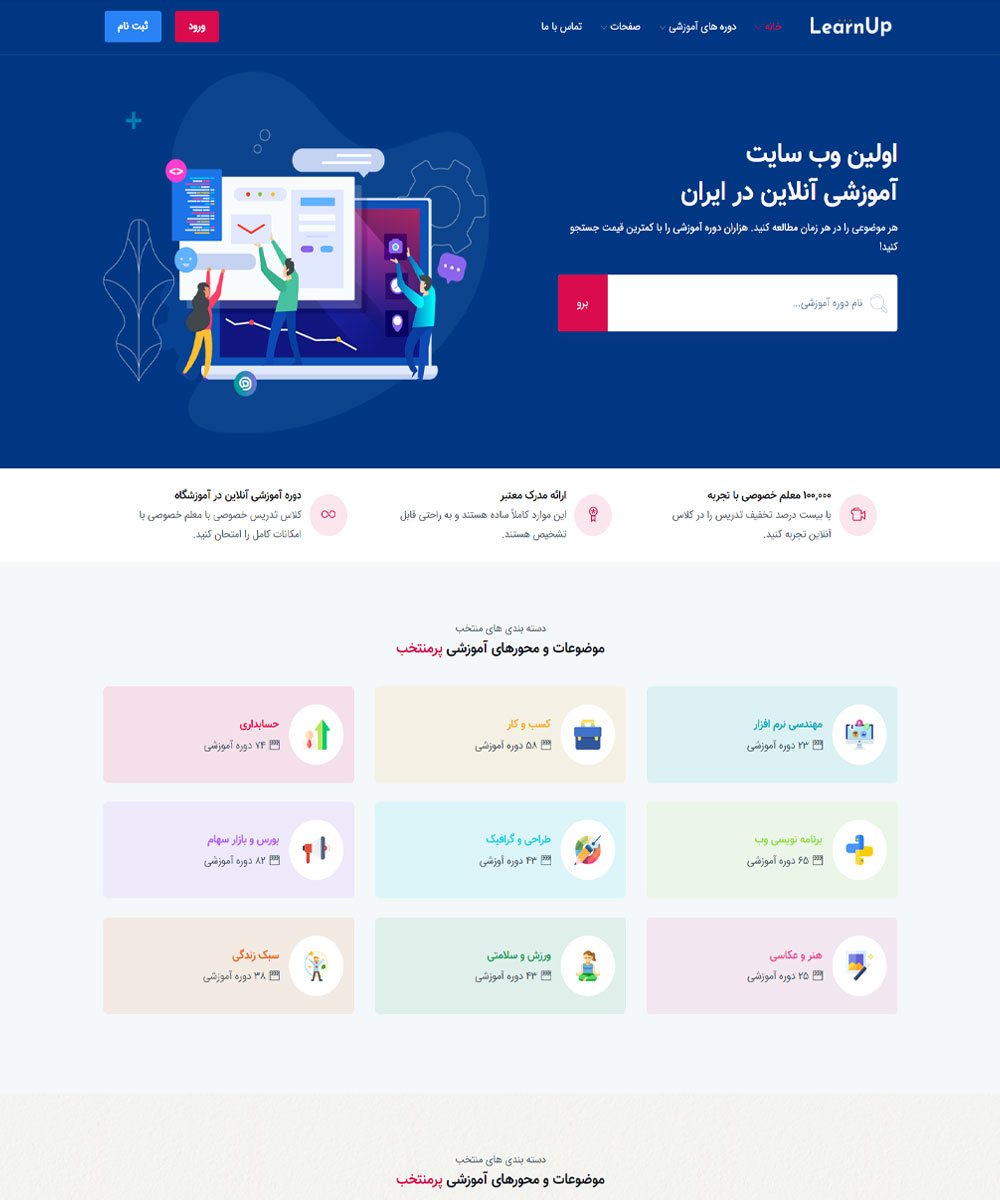 LearnUp
خانه
دوره های آموزشی
صفحات
تماس با ما
ورود
ثبت نام
اولین وب سایت
آموزشی آنلاین در ایران
هر موضوعی را در هر زمان مطالعه کنید. هزاران دوره آموزشی را با کمترین قیمت جستجو
کنید!
نام دوره آموزشی...
برو
100,000 معلم خصوصی با تجربه
با بیست درصد تخفیف تدریس را در کلاس
آنلاین تجربه کنید.
ارائه مدرک معتبر
این موارد کاملاً ساده هستند و به راحتی قابل
تشخیص هستند.
دوره آموزشی آنلاین در آموزشگاه
کلاس تدریس خصوصی با معلم خصوصی با
امکانات کامل را امتحان کنید.
دسته بندی های منتخب
موضوعات و محورهای آموزشی پرمنتخب
مهندسی نرم افزار
۲۳ دوره آموزشی
کسب و کار
۵۸ دوره آموزشی
حسابداری
۷۴ دوره آموزشی
برنامه نویسی وب
۶۵ دوره آموزشی
طراحی و گرافیک
۴۳ دوره آوزشی
بورس و بازار سهام
۸۲ دوره آموزشی
هنر و عکاسی
۲۵ دوره آموزشی
ورزش و سلامتی
۴۳ دوره آموزشی
سبک زندگی
۳۸ دوره آموزشی
دسته بندی های منتخب
موضوعات و محورهای آموزشی پرمنتخب